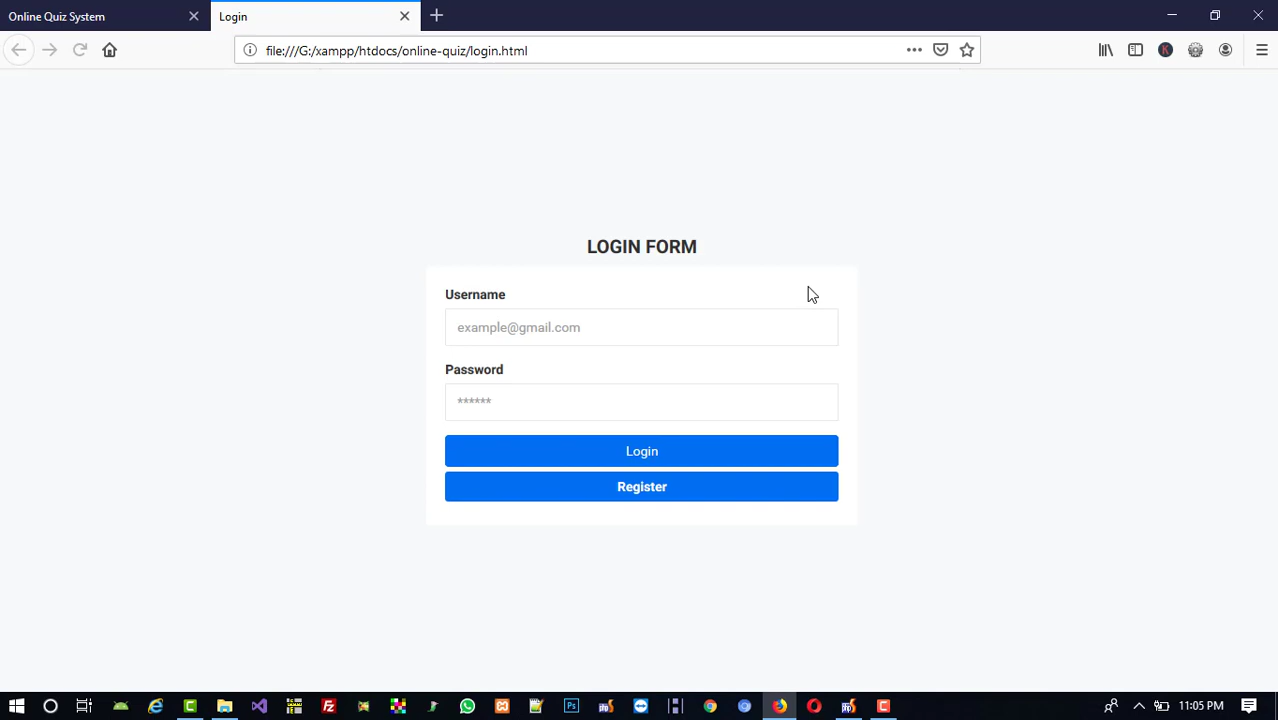 Online Quiz System
Login
file:///G:/xampp/htdocs/online-quiz/login.html
LOGIN FORM
Username
example@gmail.com
Password
******
Login
Register
11:05 PM